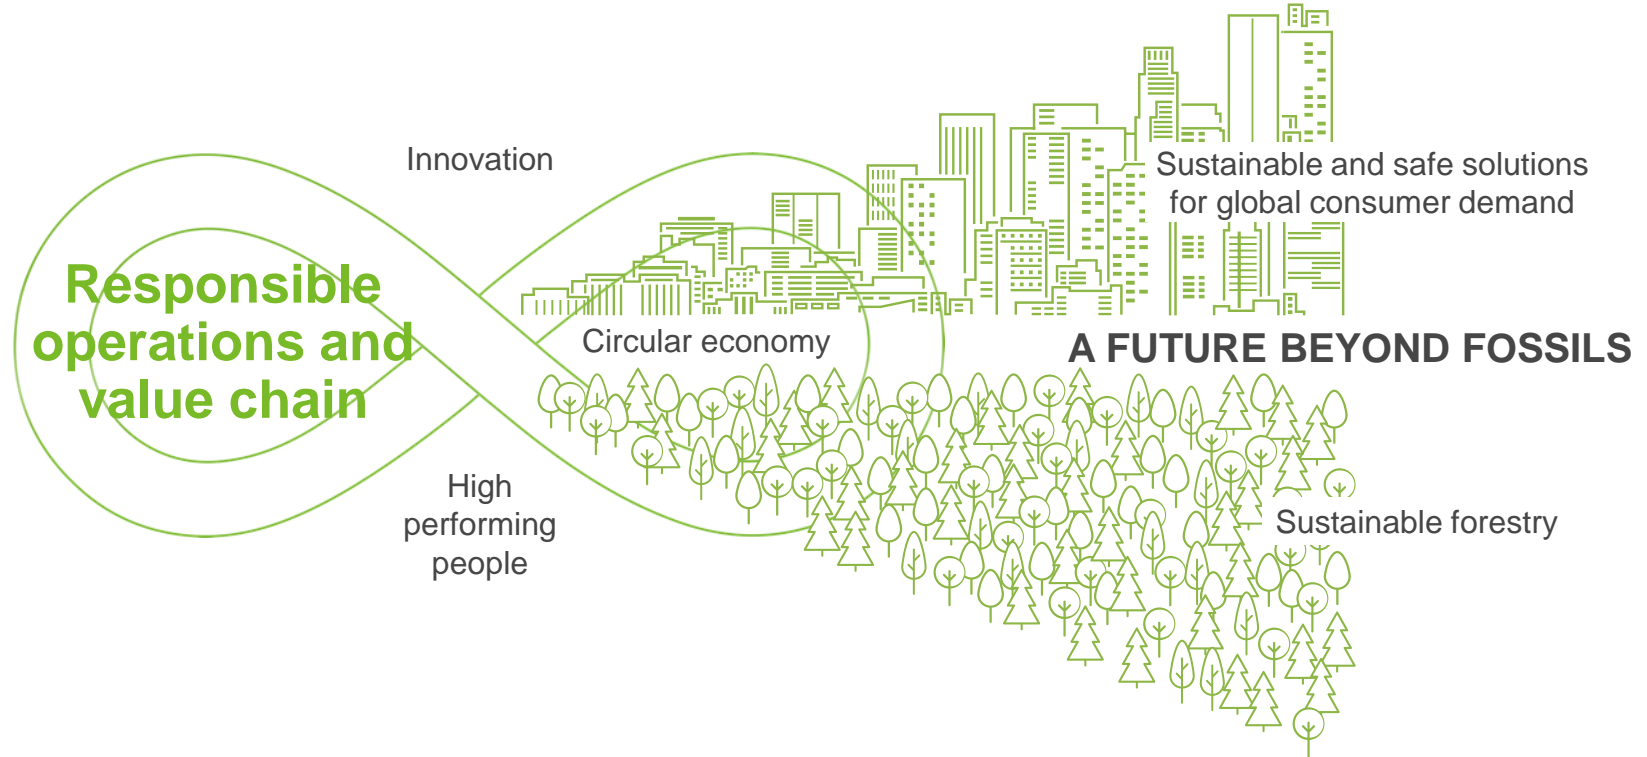 Innovation
Sustainable and safe solutions
for global consumer demand
Responsible
operations and
value chain
Circular economy
A FUTURE BEYOND FOSSILS
High
performing
people
Sustainable forestry